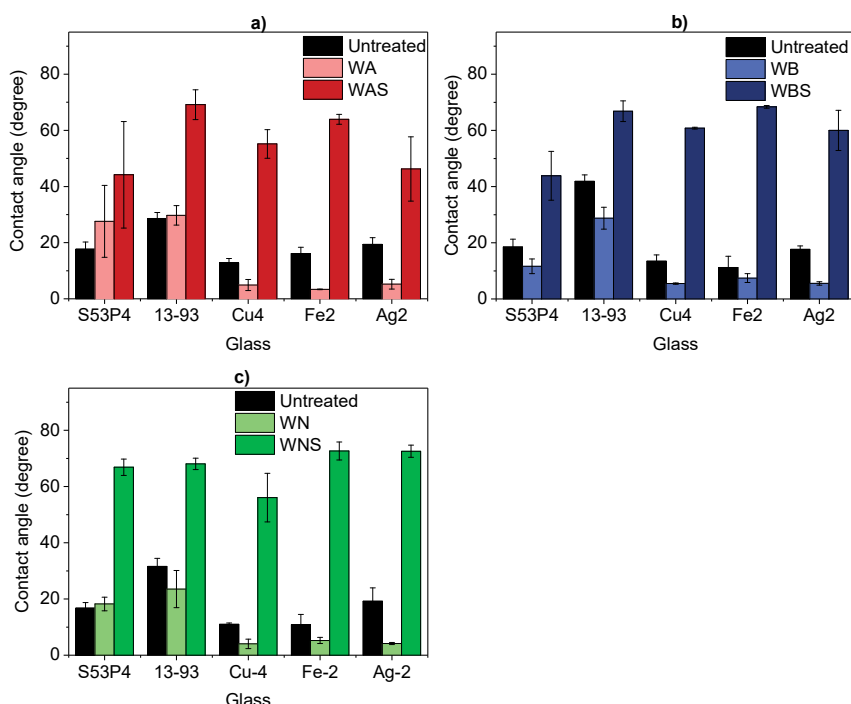 a)
Untreated
WA
WAS
Contact angle (degree)
80
60
40
20
0
S53P4 13-93 Cu4 Fe2 Ag2
Glass
b)
Untreated
WB
WBS
Contact angle (degree)
80
60
40
20
0
S53P4 13-93 Cu4 Fe2 Ag2
Glass
c)
Untreated
WN
WNS
Contact angle (degree)
80
60
40
20
0
S53P4 13-93 Cu-4 Fe-2 Ag-2
Glass